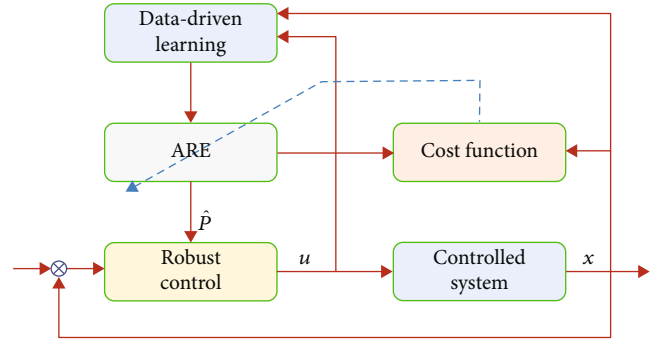 Data-driven
learning
ARE
Cost function
P̂
Robust
control
u
Controlled
system
x